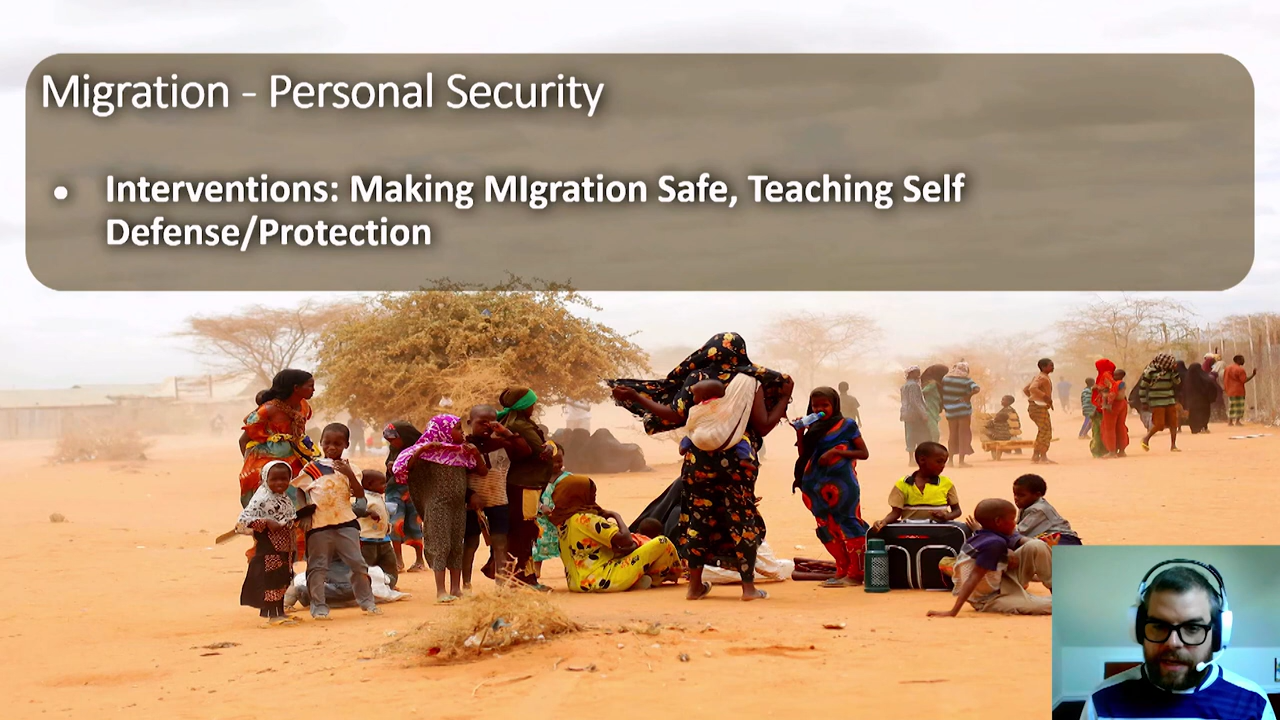 Migration - Personal Security
• Interventions: Making MIgration Safe, Teaching Self
Defense/Protection